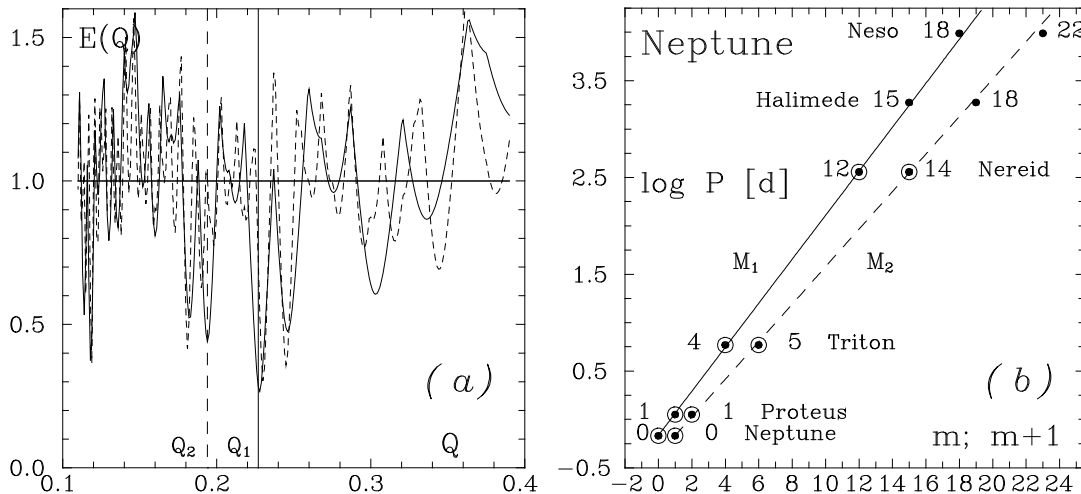 E(Q)
1.5
1.0
0.5
0.0
0.1 0.2 0.3 0.4
Q₂ Q₁ Q
(a)
Neptune
log P [d]
3.5
2.5
1.5
0.5
−0.5
−2 0 2 4 6 8 10 12 14 16 18 20 22 24
Neso 18 22
Halimede 15 18
12 14 Nereid
M₁ M₂
4 5 Triton
1 1 Proteus
0 0 Neptune
(b)
m; m+1